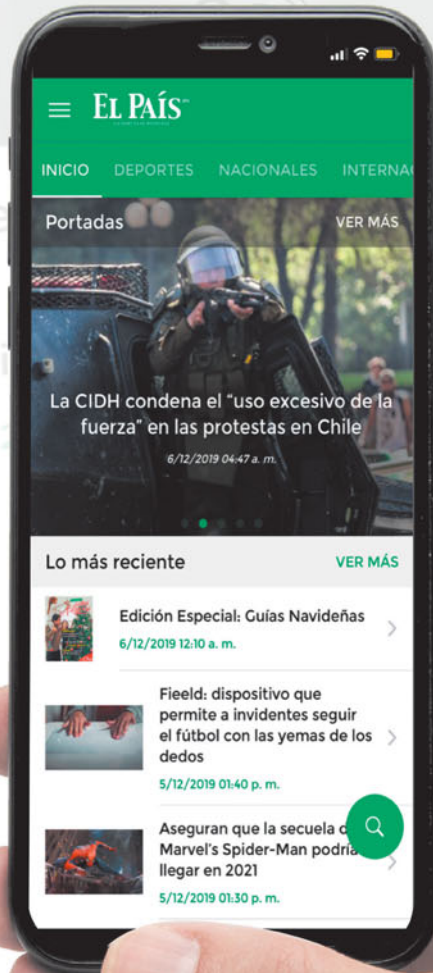 EL PAÍS
INICIO DEPORTES NACIONALES INTERNA
Portadas VER MÁS
La CIDH condena el “uso excesivo de la
fuerza” en las protestas en Chile
6/12/2019 04:47 a. m.
Lo más reciente VER MÁS
Edición Especial: Guías Navideñas
6/12/2019 12:10 a. m.
Fieeld: dispositivo que
permite a invidentes seguir
el fútbol con las yemas de los
dedos
5/12/2019 01:40 p. m.
Aseguran que la secuela
Marvel’s Spider-Man podría
llegar en 2021
5/12/2019 01:30 p. m.